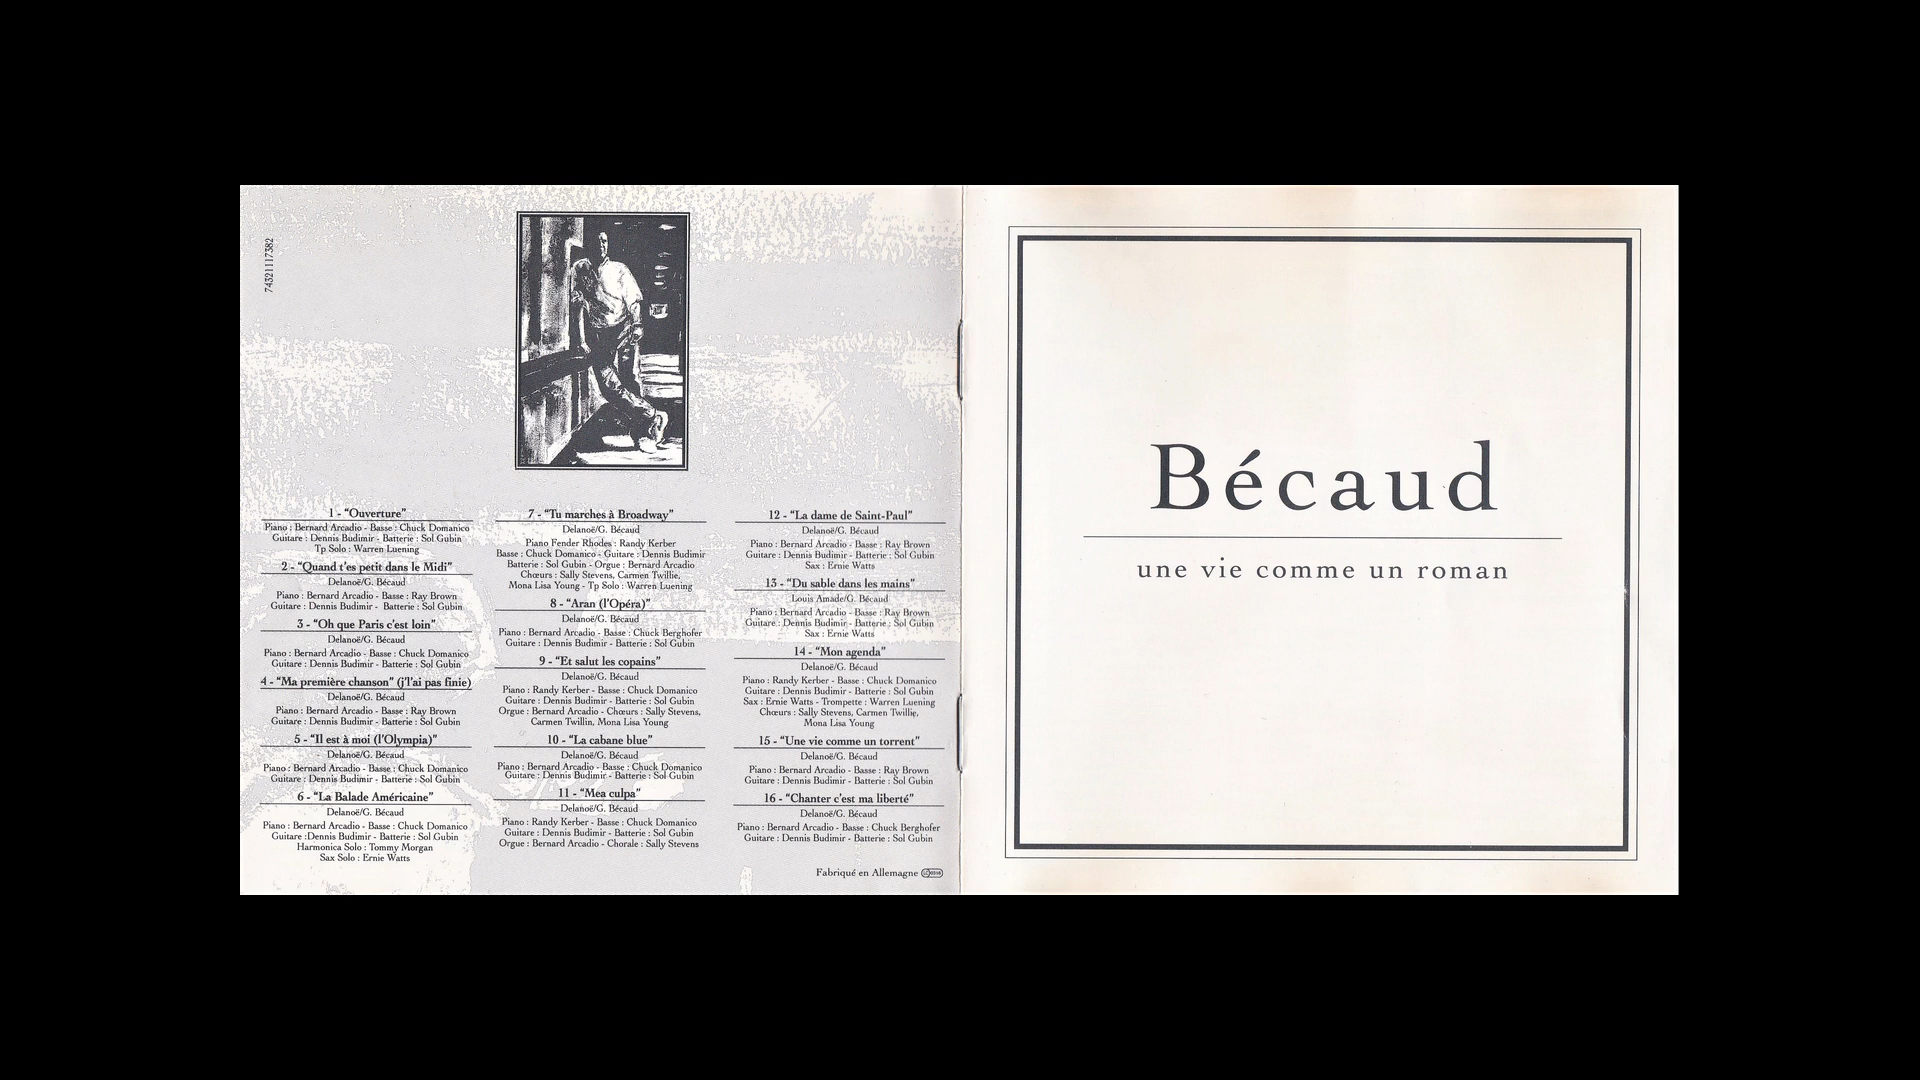 74321117382
1 - “Ouverture”
Piano : Bernard Arcadio - Basse : Chuck Domanico
Guitare : Dennis Budimir - Batterie : Sol Gubin
Tp Solo : Warren Luening
2 - “Quand t’es petit dans le Midi”
Delanoë/G. Bécaud
Piano : Bernard Arcadio - Basse : Ray Brown
Guitare : Dennis Budimir - Batterie : Sol Gubin
3 - “Oh que Paris c’est loin”
Delanoë/G. Bécaud
Piano : Bernard Arcadio - Basse : Chuck Domanico
Guitare : Dennis Budimir - Batterie : Sol Gubin
4 - “Ma première chanson” (j’l’ai pas finie)
Delanoë/G. Bécaud
Piano : Bernard Arcadio - Basse : Ray Brown
Guitare : Dennis Budimir - Batterie : Sol Gubin
5 - “Il est à moi (l’Olympia)”
Delanoë/G. Bécaud
Piano : Bernard Arcadio - Basse : Chuck Domanico
Guitare : Dennis Budimir - Batterie : Sol Gubin
6 - “La Balade Américaine”
Delanoë/G. Bécaud
Piano : Bernard Arcadio - Basse : Chuck Domanico
Guitare :Dennis Budimir - Batterie : Sol Gubin
Harmonica Solo : Tommy Morgan
Sax Solo : Ernie Watts
7 - “Tu marches à Broadway”
Delanoë/G. Bécaud
Piano Fender Rhodes : Randy Kerber
Basse : Chuck Domanico - Guitare : Dennis Budimir
Batterie : Sol Gubin - Orgue : Bernard Arcadio
Chœurs : Sally Stevens, Carmen Twillie,
Mona Lisa Young - Tp Solo : Warren Luening
8 - “Aran (l’Opéra)”
Delanoë/G. Bécaud
Piano : Bernard Arcadio - Basse : Chuck Berghofer
Guitare : Dennis Budimir - Batterie : Sol Gubin
9 - “Et salut les copains”
Delanoë/G. Bécaud
Piano : Randy Kerber - Basse : Chuck Domanico
Guitare : Dennis Budimir - Batterie : Sol Gubin
Orgue : Bernard Arcadio - Chœurs : Sally Stevens,
Carmen Twillin, Mona Lisa Young
10 - “La cabane blue”
Delanoë/G. Bécaud
Piano : Bernard Arcadio - Basse : Chuck Domanico
Guitare : Dennis Budimir - Batterie : Sol Gubin
11 - “Mea culpa”
Delanoë/G. Bécaud
Piano : Randy Kerber - Basse : Chuck Domanico
Guitare : Dennis Budimir - Batterie : Sol Gubin
Orgue : Bernard Arcadio - Chorale : Sally Stevens
12 - “La dame de Saint-Paul”
Delanoë/G. Bécaud
Piano : Bernard Arcadio - Basse : Ray Brown
Guitare : Dennis Budimir - Batterie : Sol Gubin
Sax : Ernie Watts
13 - “Du sable dans les mains”
Louis Amade/G. Bécaud
Piano : Bernard Arcadio - Basse : Ray Brown
Guitare : Dennis Budimir - Batterie : Sol Gubin
Sax : Ernie Watts
14 - “Mon agenda”
Delanoë/G. Bécaud
Piano : Randy Kerber - Basse : Chuck Domanico
Guitare : Dennis Budimir - Batterie : Sol Gubin
Sax : Ernie Watts - Trompette : Warren Luening
Chœurs : Sally Stevens, Carmen Twillie,
Mona Lisa Young
15 - “Une vie comme un torrent”
Delanoë/G. Bécaud
Piano : Bernard Arcadio - Basse : Ray Brown
Guitare : Dennis Budimir - Batterie : Sol Gubin
16 - “Chanter c’est ma liberté”
Delanoë/G. Bécaud
Piano : Bernard Arcadio - Basse : Chuck Berghofer
Guitare : Dennis Budimir - Batterie : Sol Gubin
Fabriqué en Allemagne
Bécaud
une vie comme un roman